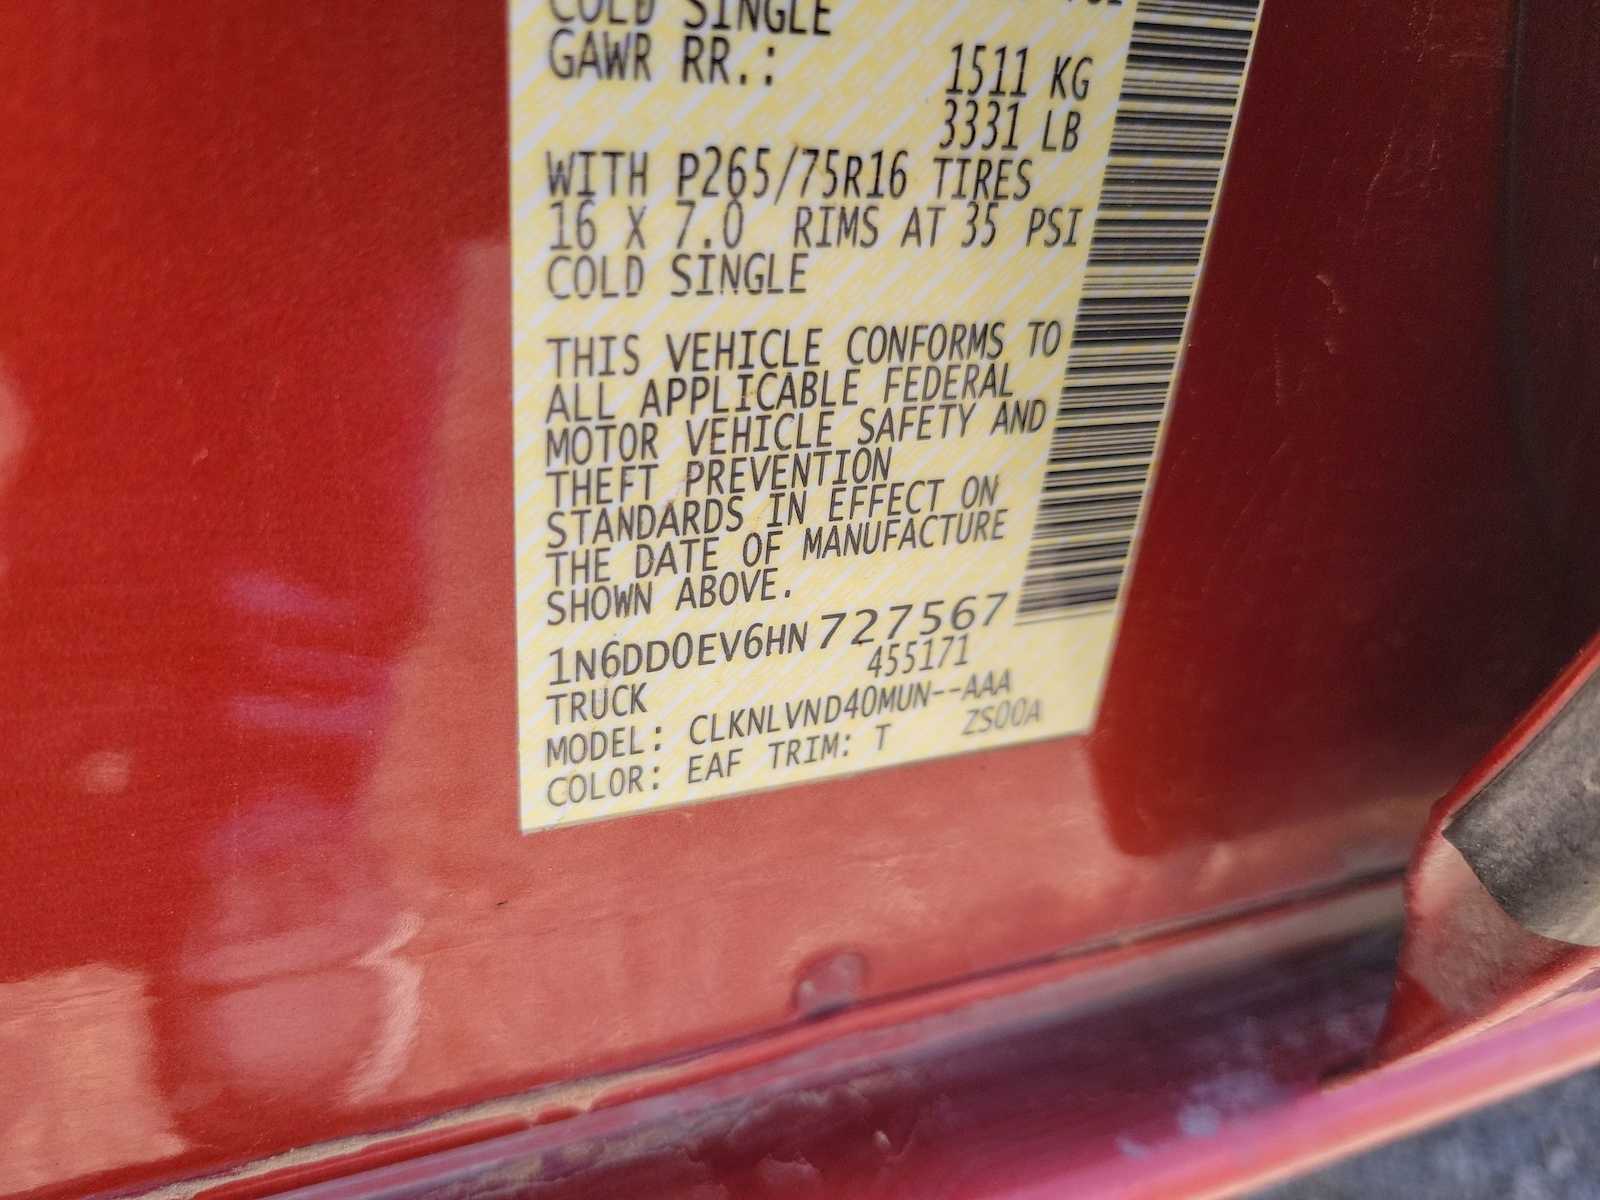 COLD SINGLE
GAWR RR.: 1511 KG
3331 LB
WITH P265/75R16 TIRES
16 X 7.0 RIMS AT 35 PSI
COLD SINGLE
THIS VEHICLE CONFORMS TO
ALL APPLICABLE FEDERAL
MOTOR VEHICLE SAFETY AND
THEFT PREVENTION
STANDARDS IN EFFECT ON
THE DATE OF MANUFACTURE
SHOWN ABOVE.
1N6DD0EV6HN727567
TRUCK 455171
MODEL: CLKNLVND40MUN--AAA
COLOR: EAF TRIM: T ZS00A